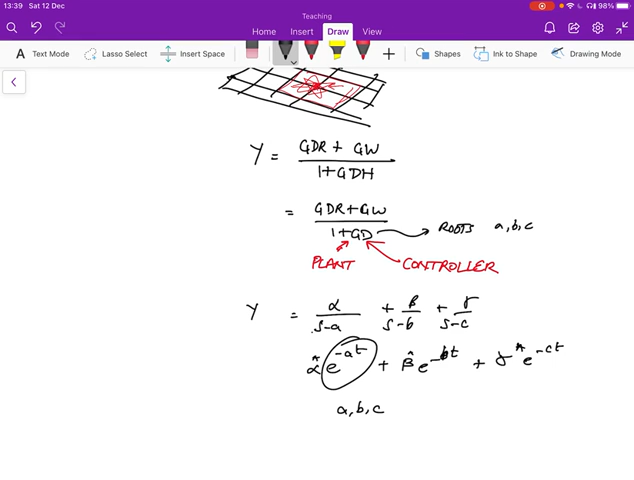 13:39 Sat 12 Dec 98%
Teaching
Home Insert Draw View
Text Mode Lasso Select Insert Space Shapes Ink to Shape Drawing Mode
Y = GDR + GW / 1+GDH
= GDR+GW / 1+GD → ROOTS a,b,c
PLANT CONTROLLER
Y = α/s-a + β/s-b + γ/s-c
α̂ e^-at + β̂ e^-bt + γ^ e^-ct
a, b, c